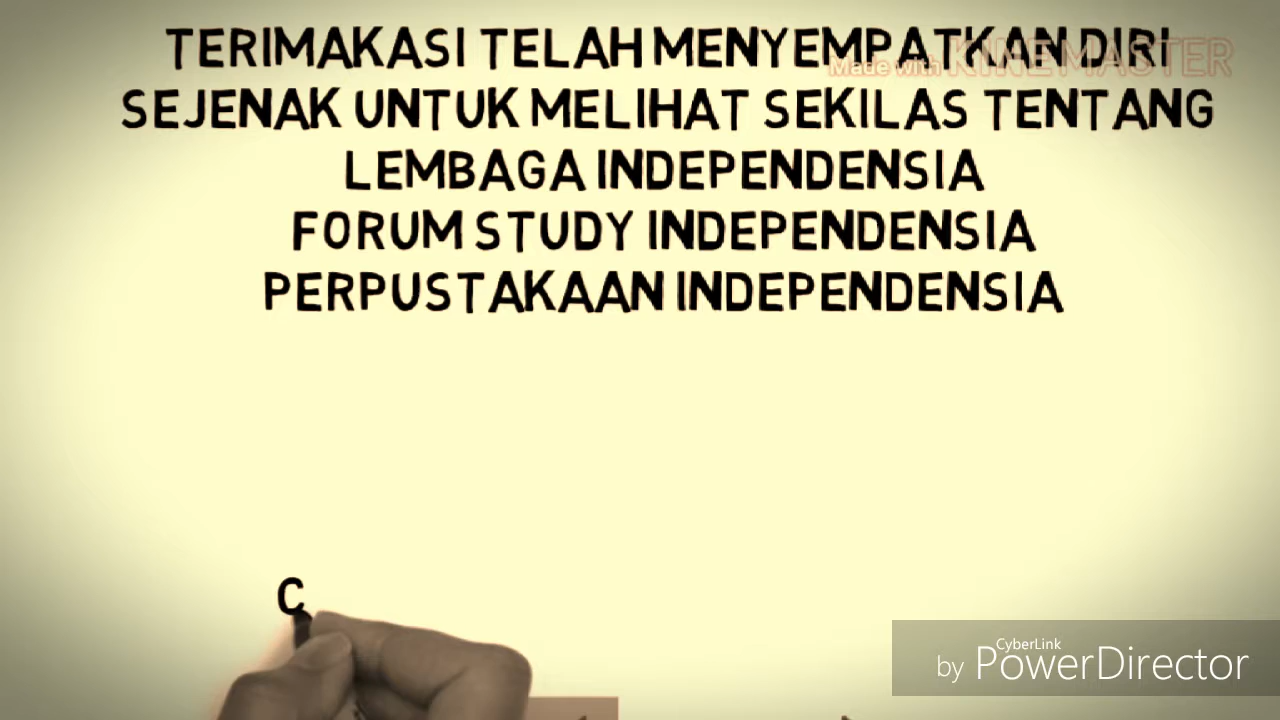 TERIMAKASI TELAH MENYEMPATKAN DIRI
Made with KINEMASTER
SEJENAK UNTUK MELIHAT SEKILAS TENTANG
LEMBAGA INDEPENDENSIA
FORUM STUDY INDEPENDENSIA
PERPUSTAKAAN INDEPENDENSIA
C
CyberLink
by PowerDirector